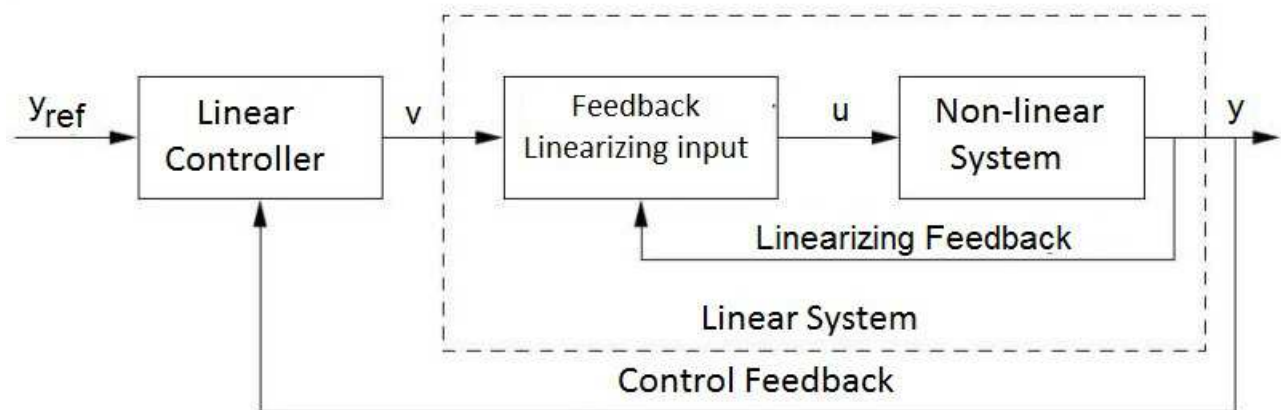 y_ref
Linear
Controller
v
Feedback
Linearizing input
u
Non-linear
System
y
Linearizing Feedback
Linear System
Control Feedback